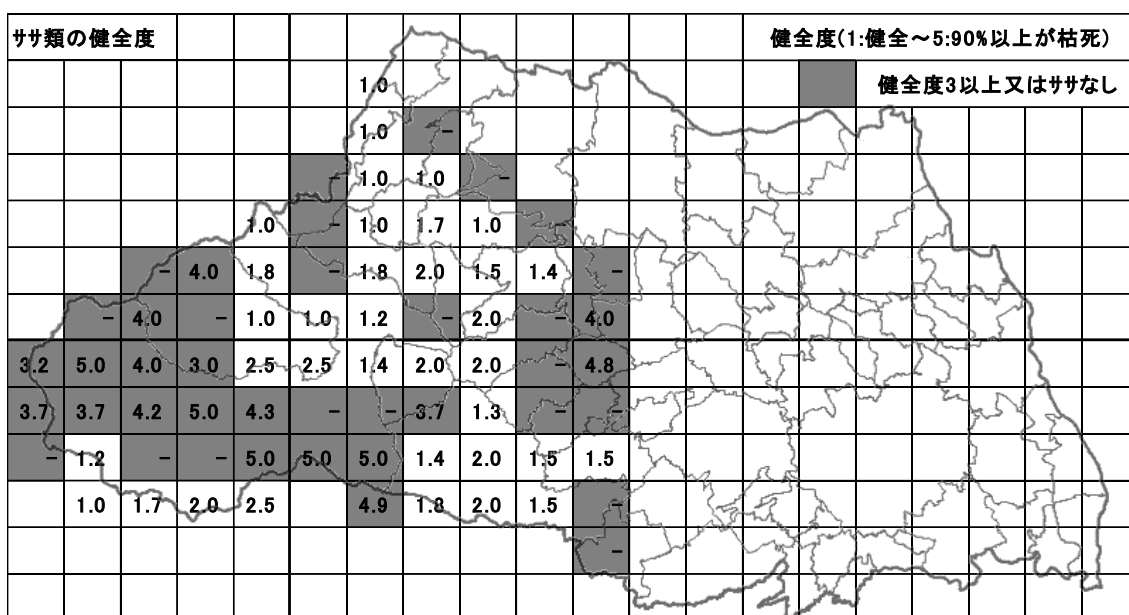 ササ類の健全度 健全度(1:健全～5:90%以上が枯死)
1.0 健全度3以上又はササなし
1.0 -
- 1.0 1.0 -
1.0 - 1.0 1.7 1.0 -
- 4.0 1.8 - 1.8 2.0 1.5 1.4 -
- 4.0 - 1.0 1.0 1.2 - 2.0 - 4.0
3.2 5.0 4.0 3.0 2.5 2.5 1.4 2.0 2.0 - 4.8
3.7 3.7 4.2 5.0 4.3 - - 3.7 1.3 - -
- 1.2 - - 5.0 5.0 5.0 1.4 2.0 1.5 1.5
1.0 1.7 2.0 2.5 4.9 1.8 2.0 1.5 -
-